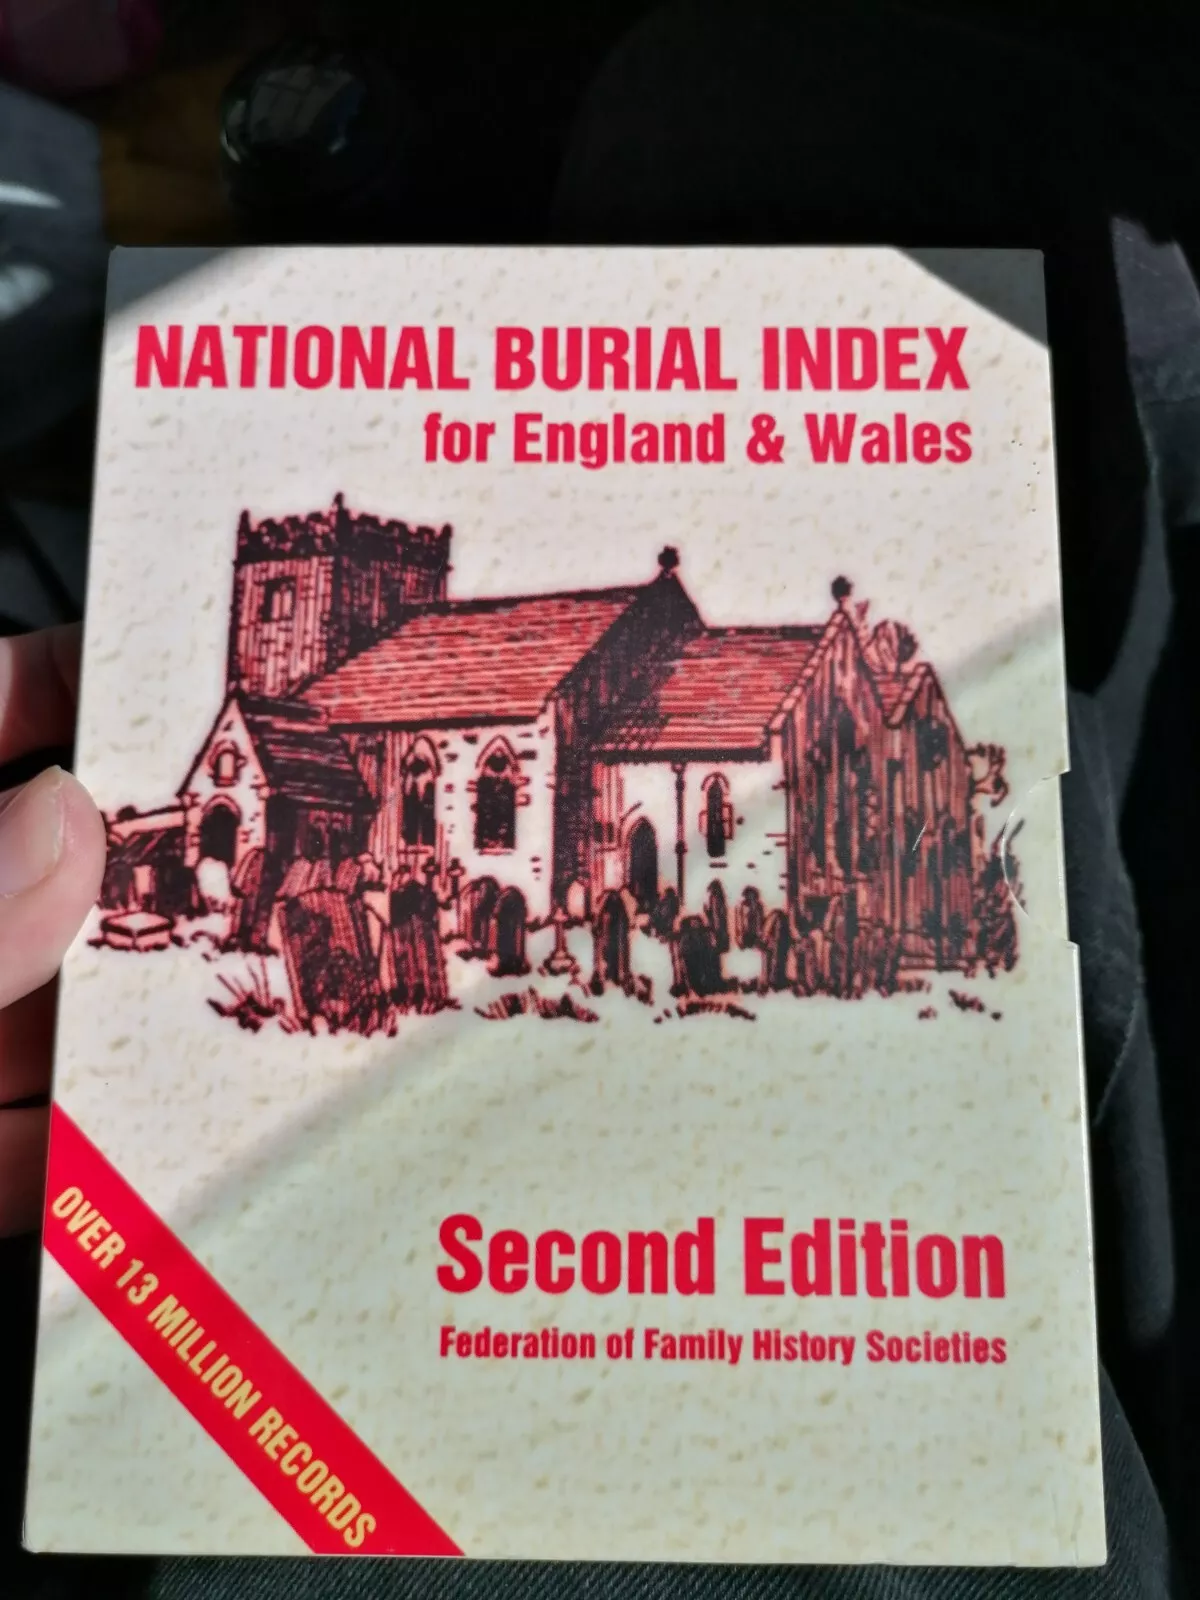 NATIONAL BURIAL INDEX
for England & Wales
Second Edition
Federation of Family History Societies
OVER 13 MILLION RECORDS